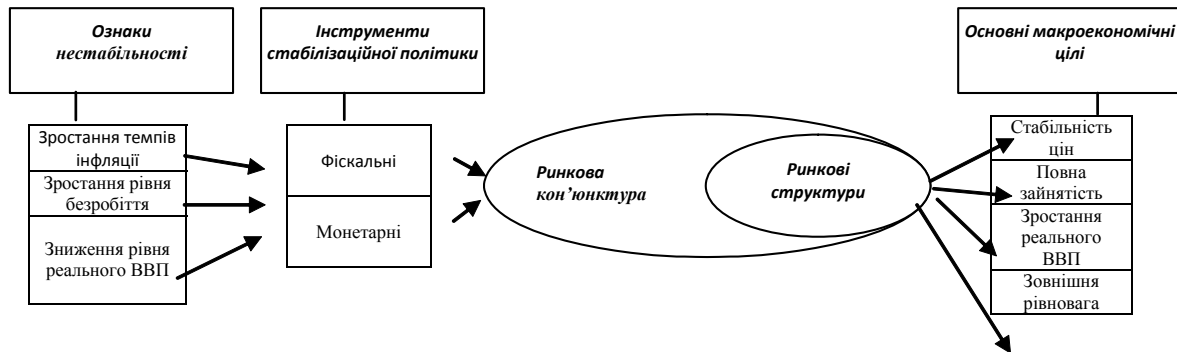 Ознаки
нестабільності
Зростання темпів
інфляції
Зростання рівня
безробіття
Зниження рівня
реального ВВП
Інструменти
стабілізаційної політики
Фіскальні
Монетарні
Ринкова
кон’юнктура
Ринкові
структури
Основні макроекономічні
цілі
Стабільність
цін
Повна
зайнятість
Зростання
реального
ВВП
Зовнішня
рівновага